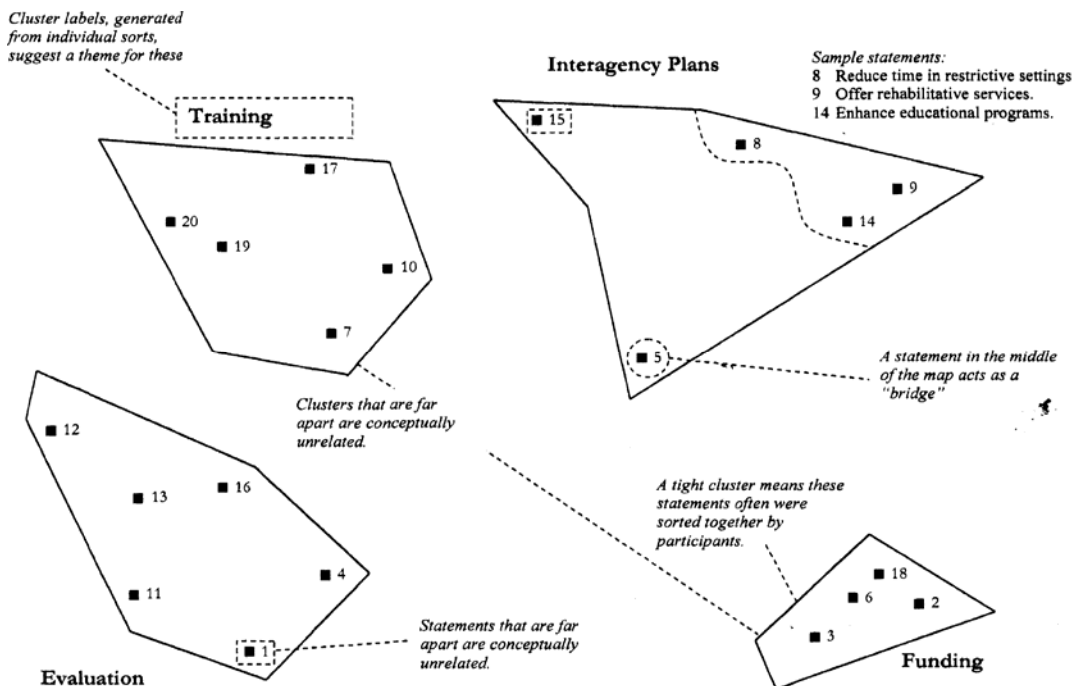 Cluster labels, generated
from individual sorts,
suggest a theme for these
Training
17
20
19
10
7
Interagency Plans
Sample statements:
8 Reduce time in restrictive settings
9 Offer rehabilitative services.
14 Enhance educational programs.
15
8
9
14
5
A statement in the middle
of the map acts as a
"bridge"
Clusters that are far
apart are conceptually
unrelated.
12
13
16
11
4
1
Evaluation
Statements that are far
apart are conceptually
unrelated.
A tight cluster means these
statements often were
sorted together by
participants.
18
6
2
3
Funding